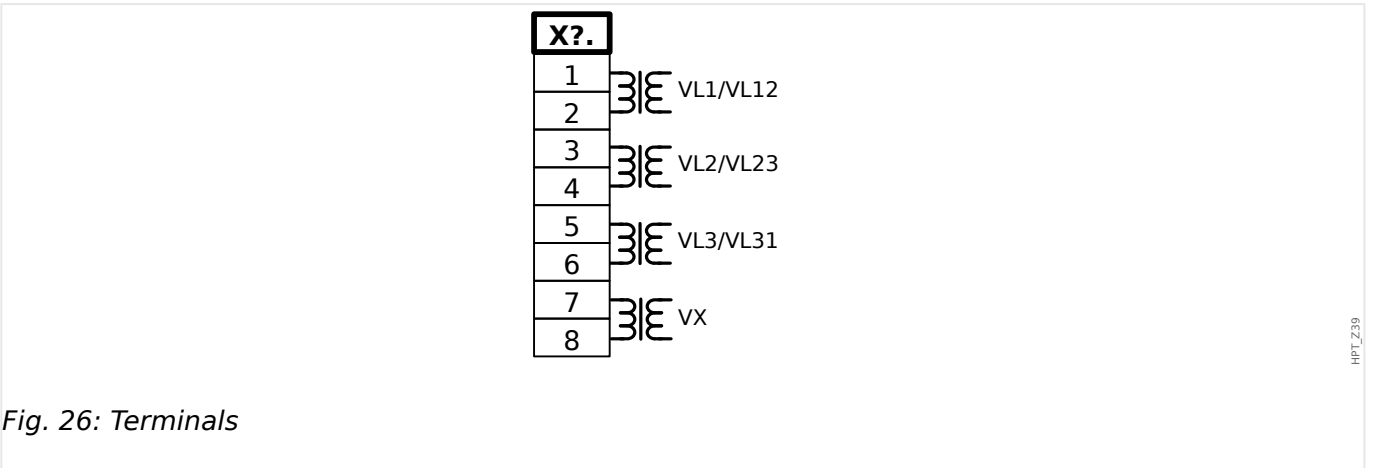 X?.
1
VL1/VL12
2
3
VL2/VL23
4
5
VL3/VL31
6
7
VX
8
HPT_Z39
Fig. 26: Terminals